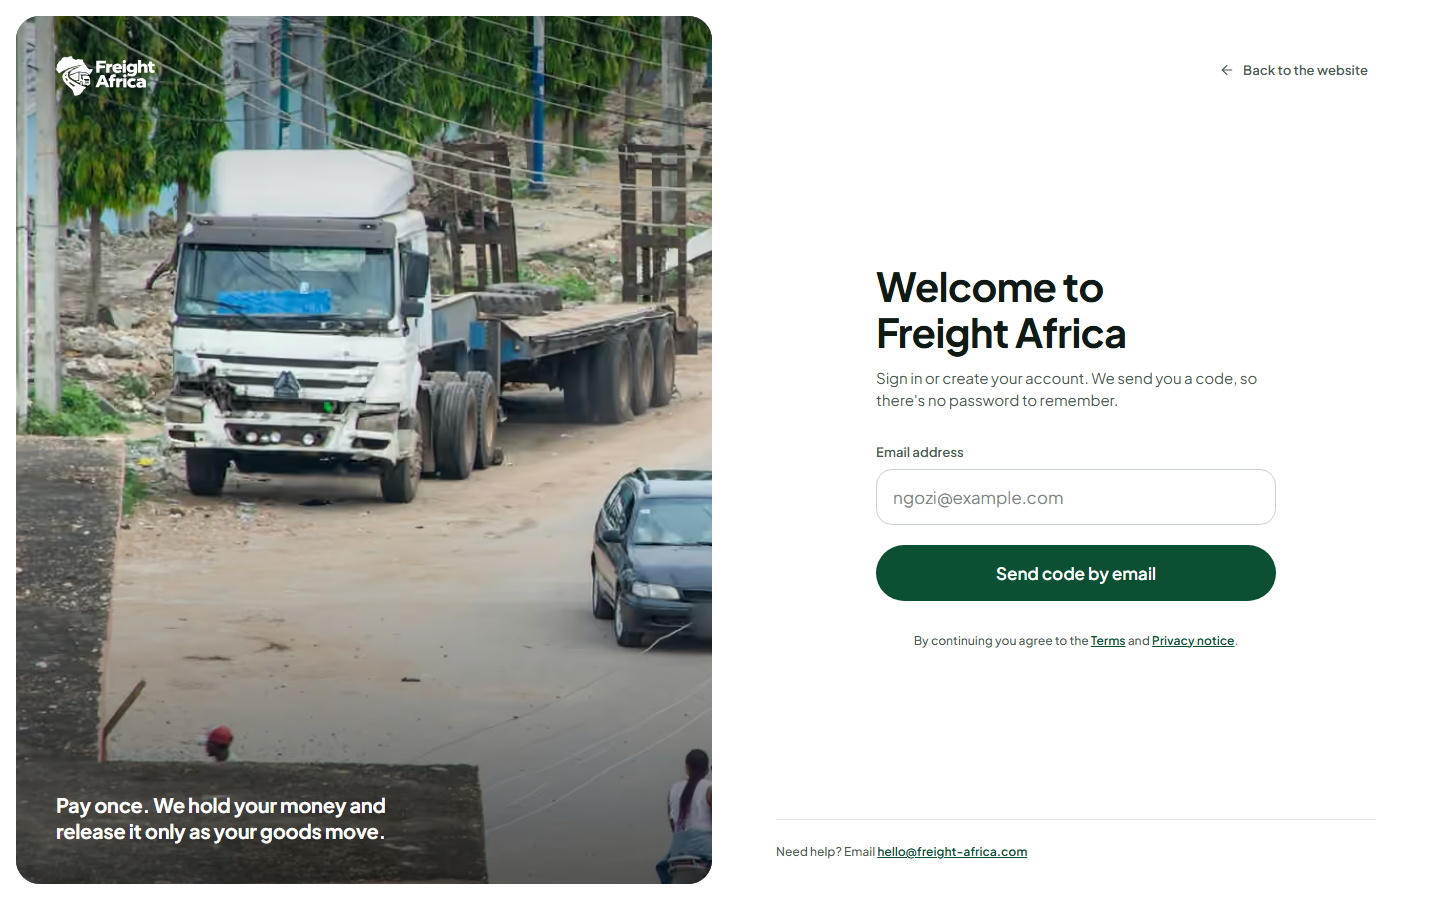 Freight
Africa
Back to the website
Welcome to
Freight Africa
Sign in or create your account. We send you a code, so
there's no password to remember.
Email address
ngozi@example.com
Send code by email
By continuing you agree to the Terms and Privacy notice.
Pay once. We hold your money and
release it only as your goods move.
Need help? Email hello@freight-africa.com